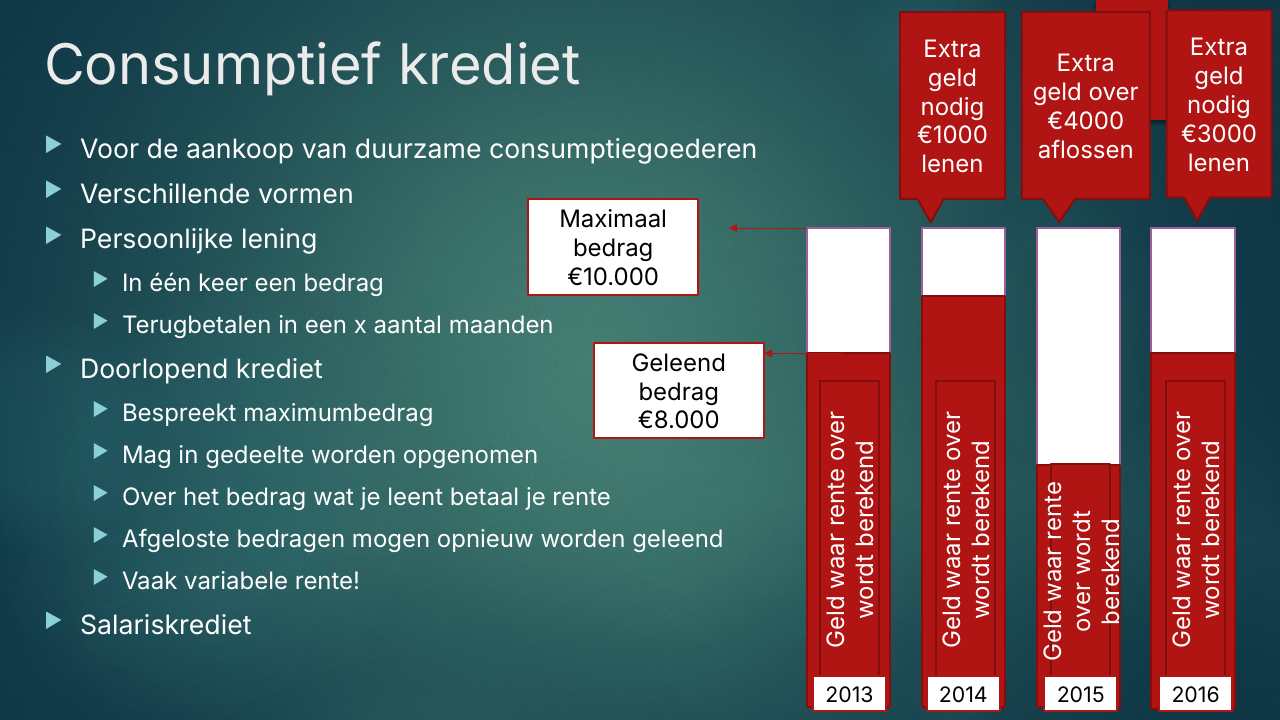 Consumptief krediet
Voor de aankoop van duurzame consumptiegoederen
Verschillende vormen
Persoonlijke lening
In één keer een bedrag
Terugbetalen in een x aantal maanden
Doorlopend krediet
Bespreekt maximumbedrag
Mag in gedeelte worden opgenomen
Over het bedrag wat je leent betaal je rente
Afgeloste bedragen mogen opnieuw worden geleend
Vaak variabele rente!
Salariskrediet
Maximaal
bedrag
€10.000
Geleend
bedrag
€8.000
Extra
geld
nodig
€1000
lenen
Extra
geld over
€4000
aflossen
Extra
geld
nodig
€3000
lenen
Geld waar rente over
wordt berekend
2013
Geld waar rente over
wordt berekend
2014
Geld waar rente
over wordt
berekend
2015
Geld waar rente over
wordt berekend
2016